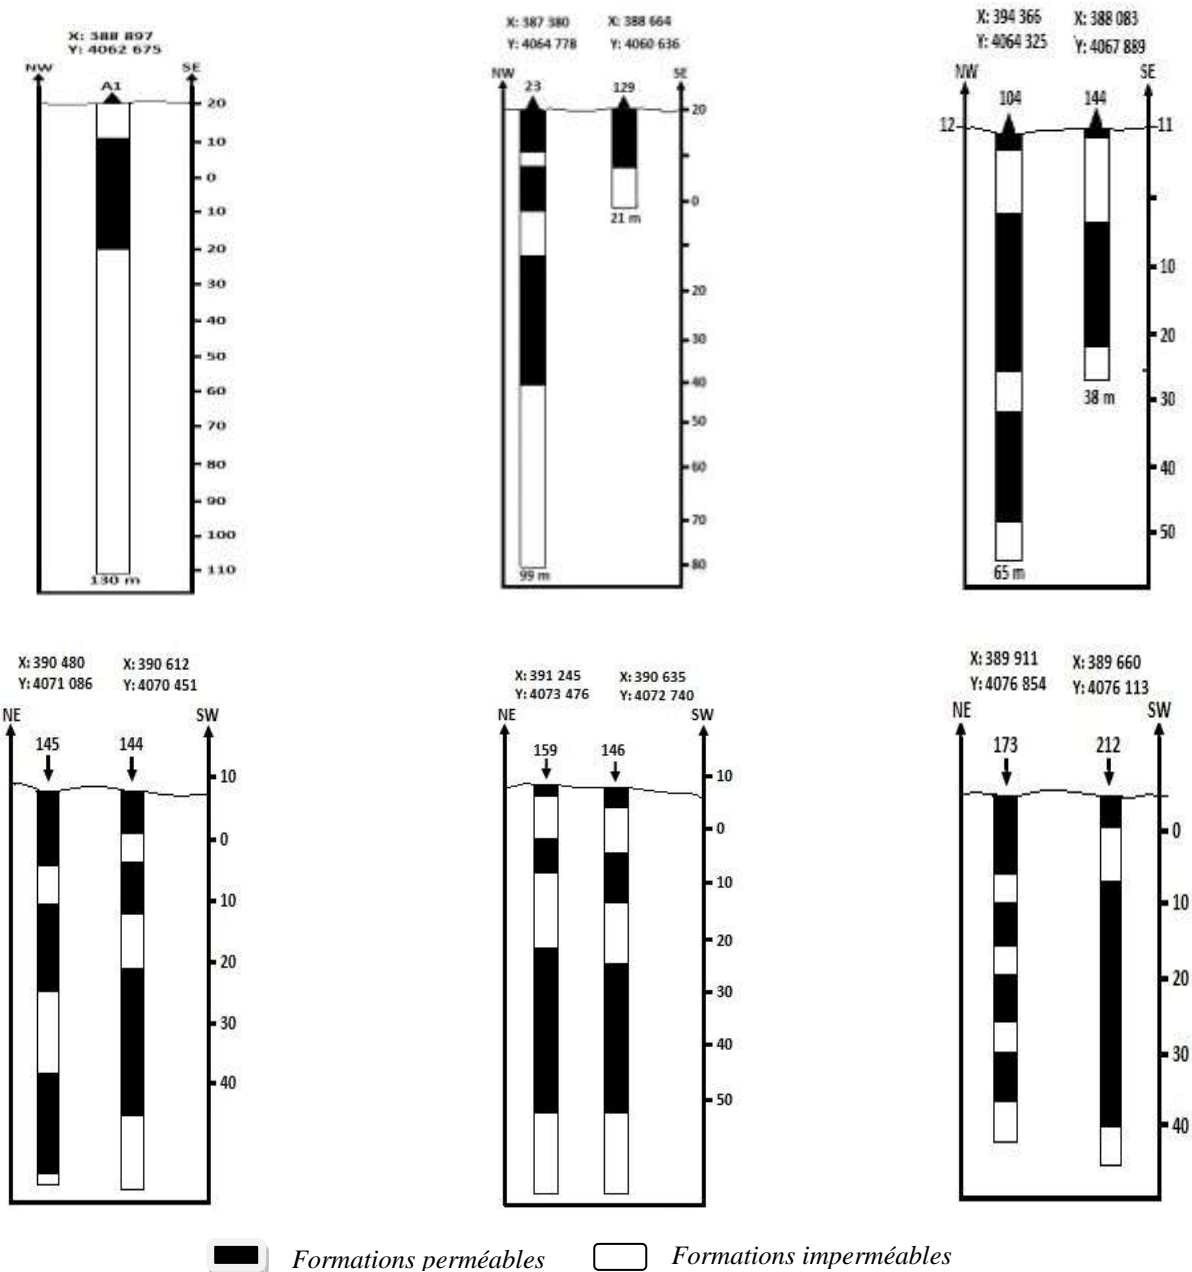 X: 388 897
Y: 4062 675
NW
SE
A1
20
10
0
10
20
30
40
50
60
70
80
90
100
110
130 m
X: 387 380 X: 388 664
Y: 4064 778 Y: 4060 636
NW
SE
23 129
20
0
20
30
40
50
60
70
80
21 m
99 m
X: 394 366 X: 388 083
Y: 4064 325 Y: 4067 889
NW
SE
104 144
12
11
10
20
30
40
50
38 m
65 m
X: 390 480 X: 390 612
Y: 4071 086 Y: 4070 451
NE
SW
145 144
10
0
10
20
30
40
X: 391 245 X: 390 635
Y: 4073 476 Y: 4072 740
NE
SW
159 146
10
0
10
20
30
40
50
X: 389 911 X: 389 660
Y: 4076 854 Y: 4076 113
NE
SW
173 212
0
10
20
30
40
Formations perméables Formations imperméables